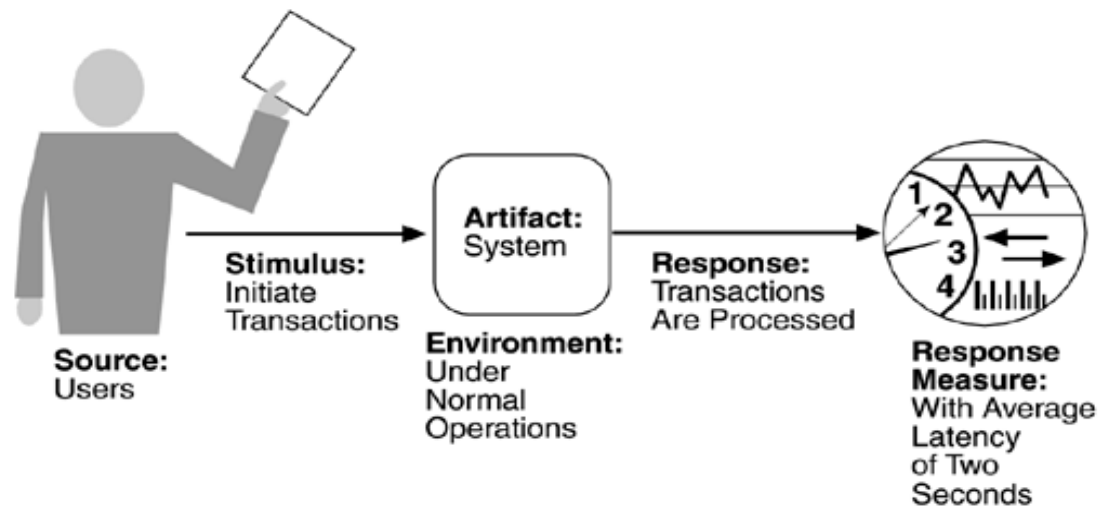 Source:
Users
Stimulus:
Initiate
Transactions
Artifact:
System
Environment:
Under
Normal
Operations
Response:
Transactions
Are Processed
1
2
3
4
Response
Measure:
With Average
Latency
of Two
Seconds